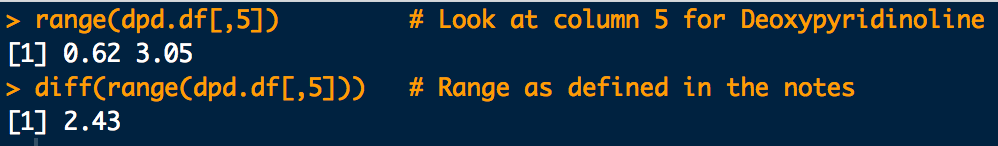 > range(dpd.df[,5])          # Look at column 5 for Deoxypyridinoline
[1] 0.62 3.05
> diff(range(dpd.df[,5]))   # Range as defined in the notes
[1] 2.43